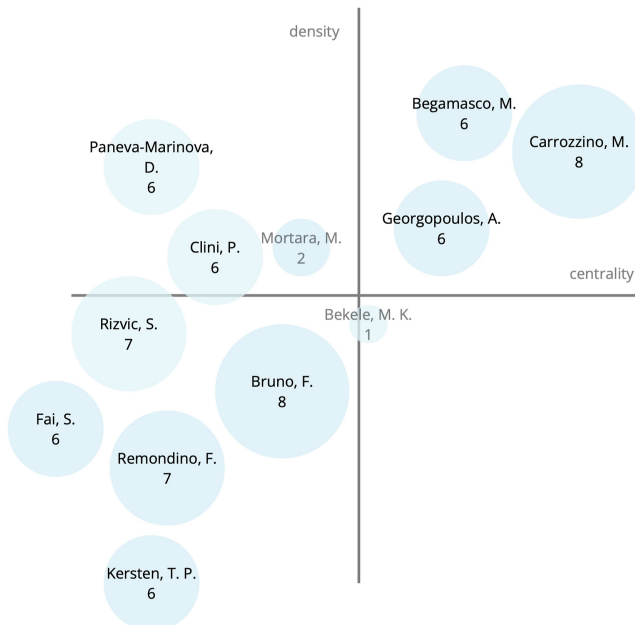 density
Begamasco, M.
6
Carrozzino, M.
8
Paneva-Marinova,
D.
6
Georgopoulos, A.
6
Mortara, M.
2
Clini, P.
6
centrality
Bekele, M. K.
1
Rizvic, S.
7
Bruno, F.
8
Fai, S.
6
Remondino, F.
7
Kersten, T. P.
6